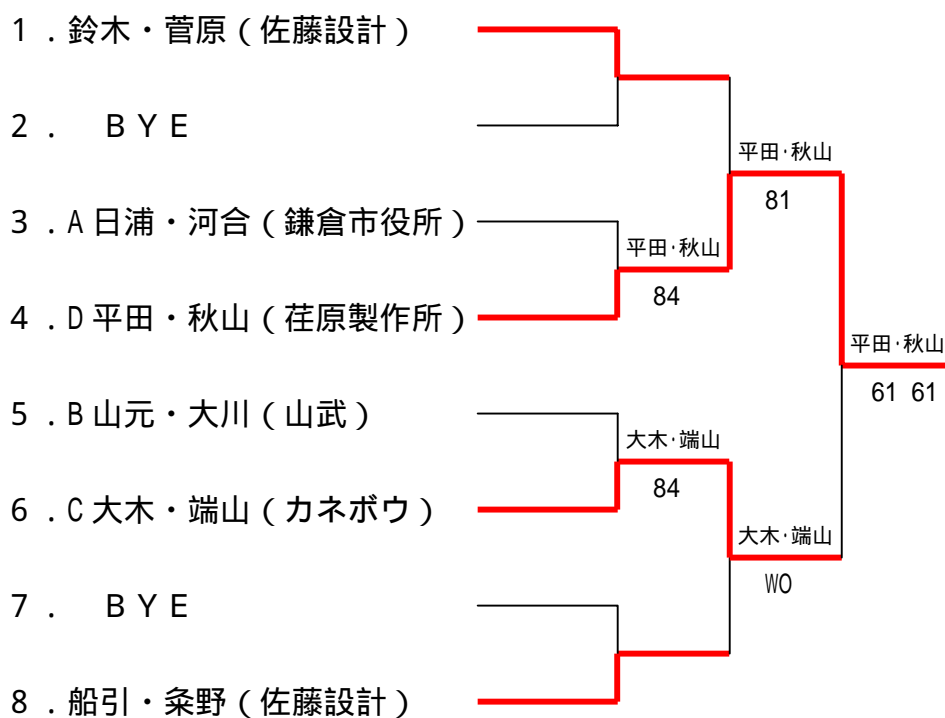 1．鈴木・菅原（佐藤設計）
2．　ＢＹＥ
平田・秋山
81
3．A日浦・河合（鎌倉市役所）
平田・秋山
84
4．D平田・秋山（荏原製作所）
平田・秋山
61 61
5．B山元・大川（山武）
大木・端山
84
6．C大木・端山（カネボウ）
大木・端山
WO
7．　ＢＹＥ
8．船引・粂野（佐藤設計）